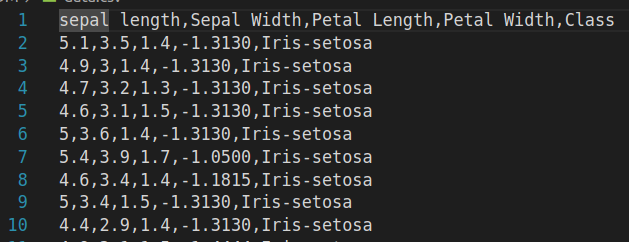 1 sepal length,Sepal Width,Petal Length,Petal Width,Class
2 5.1,3.5,1.4,-1.3130,Iris-setosa
3 4.9,3,1.4,-1.3130,Iris-setosa
4 4.7,3.2,1.3,-1.3130,Iris-setosa
5 4.6,3.1,1.5,-1.3130,Iris-setosa
6 5,3.6,1.4,-1.3130,Iris-setosa
7 5.4,3.9,1.7,-1.0500,Iris-setosa
8 4.6,3.4,1.4,-1.1815,Iris-setosa
9 5,3.4,1.5,-1.3130,Iris-setosa
10 4.4,2.9,1.4,-1.3130,Iris-setosa